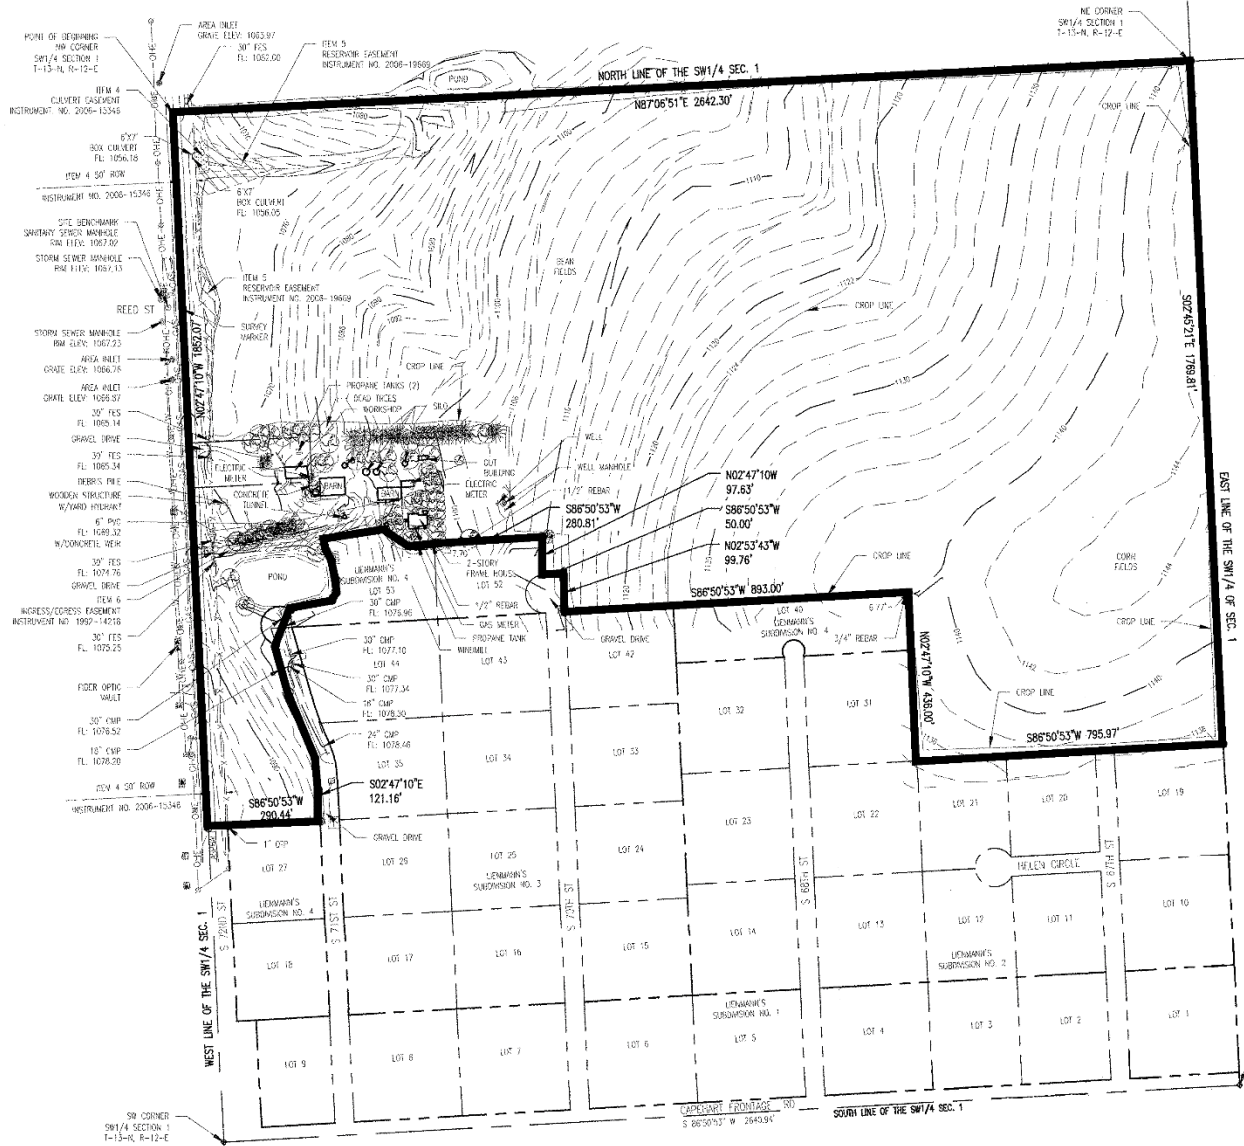 POINT OF BEGINNING
NW CORNER
SW1/4 SECTION 1
T-13-N, R-12-E
AREA INLET
GRATE ELEV: 1063.97
30" FES
FL: 1052.00
ITEM 5
RESERVOIR EASEMENT
INSTRUMENT NO. 2006-19669
POND
NORTH LINE OF THE SW1/4 SEC. 1
N87°06'51"E 2642.30'
NE CORNER
SW1/4 SECTION 1
T-13-N, R-12-E
CROP LINE
ITEM 4
CULVERT EASEMENT
INSTRUMENT NO. 2006-15346
6'X7'
BOX CULVERT
FL: 1056.18
ITEM 4 50' ROW
INSTRUMENT NO. 2006-15346
6'X7'
BOX CULVERT
FL: 1056.05
SITE BENCHMARK
SANITARY SEWER MANHOLE
RIM ELEV: 1067.02
STORM SEWER MANHOLE
RIM ELEV: 1067.13
REED ST
ITEM 5
RESERVOIR EASEMENT
INSTRUMENT NO. 2006-19669
SURVEY
MARKER
BEAN
FIELDS
CROP LINE
N02°47'10"W 1852.07'
S02°45'21"E 1769.81'
STORM SEWER MANHOLE
RIM ELEV: 1067.23
AREA INLET
GRATE ELEV: 1066.76
AREA INLET
GRATE ELEV: 1066.87
30" FES
FL: 1065.14
GRAVEL DRIVE
30" FES
FL: 1065.34
DEBRIS PILE
WOODEN STRUCTURE
W/YARD HYDRANT
6" PVC
FL: 1069.32
W/CONCRETE WEIR
30" FES
FL: 1074.76
GRAVEL DRIVE
ITEM 6
INGRESS/EGRESS EASEMENT
INSTRUMENT NO 1992-14216
30" FES
FL: 1075.25
FIBER OPTIC
VAULT
30" CMP
FL: 1076.52
18" CMP
FL: 1078.20
ITEM 4 50' ROW
INSTRUMENT NO. 2006-15346
CROP LINE
PROPANE TANKS (2)
DEAD TREES
WORKSHOP
SILO
ELECTRIC
METER
CONCRETE
TUNNEL
BARN
BARN
OUT
BUILDING
ELECTRIC
METER
WELL
WELL MANHOLE
1/2" REBAR
S86°50'53"W
280.81'
N02°47'10W
97.63'
S86°50'53"W
50.00'
N02°53'43"W
99.76'
S86°50'53"W 893.00'
CROP LINE
CORN
FIELDS
EAST LINE OF THE SW1/4 OF SEC. 1
POND
LIENMANN'S
SUBDIVISION NO. 4
LOT 53
2-STORY
FRAME HOUSE
LOT 52
1/2" REBAR
GAS METER
PROPANE TANK
WINDMILL
GRAVEL DRIVE
30" CMP
FL: 1076.96
30" CMP
FL: 1077.10
LOT 44
30" CMP
FL: 1077.34
18" CMP
FL: 1078.30
24" CMP
FL: 1078.46
LOT 43
LOT 42
LOT 40
LIENMANN'S
SUBDIVISION NO. 4
3/4" REBAR
CROP LINE
N02°47'10"W 436.00'
CROP LINE
S86°50'53"W 795.97'
LOT 35
LOT 34
LOT 33
LOT 32
LOT 31
S02°47'10"E
121.16'
S86°50'53"W
290.44'
GRAVEL DRIVE
1" OTP
LOT 27
LOT 26
LOT 25
LOT 24
LOT 23
LOT 22
LOT 21
LOT 20
LOT 19
LIENMANN'S
SUBDIVISION NO. 3
LIENMANN'S
SUBDIVISION NO. 4
HELEN CIRCLE
S 72ND ST
S 71ST ST
S 70TH ST
S 69TH ST
S 67TH ST
LOT 18
LOT 17
LOT 16
LOT 15
LOT 14
LOT 13
LOT 12
LOT 11
LOT 10
LIENMANN'S
SUBDIVISION NO. 2
LIENMANN'S
SUBDIVISION NO. 1
LOT 9
LOT 8
LOT 7
LOT 6
LOT 5
LOT 4
LOT 3
LOT 2
LOT 1
WEST LINE OF THE SW1/4 SEC. 1
SW CORNER
SW1/4 SECTION 1
T-13-N, R-12-E
CAPEHART FRONTAGE RD
S 86°50'53" W 2640.94'
SOUTH LINE OF THE SW1/4 SEC. 1